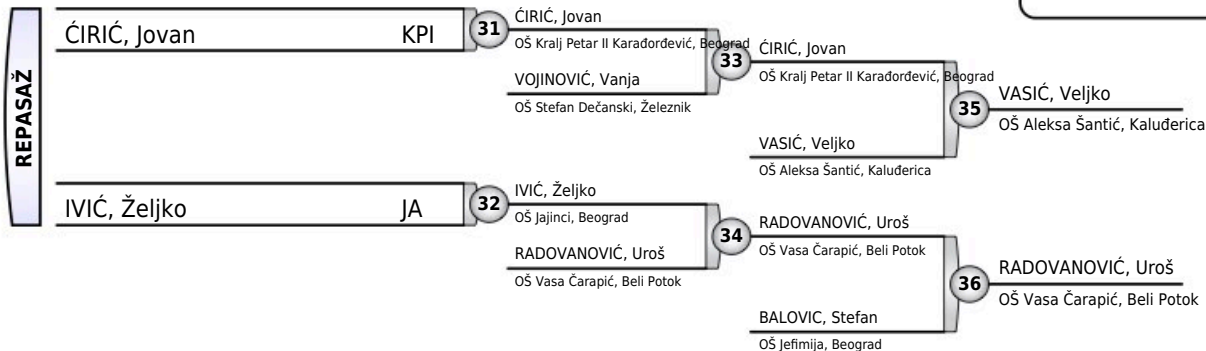 REPASAŽ
ĆIRIĆ, Jovan KPI
31
ĆIRIĆ, Jovan
OŠ Kralj Petar II Karađorđević, Beograd
VOJINOVIĆ, Vanja
OŠ Stefan Dečanski, Železnik
33
ĆIRIĆ, Jovan
OŠ Kralj Petar II Karađorđević, Beograd
VASIĆ, Veljko
OŠ Aleksa Šantić, Kaluđerica
35
VASIĆ, Veljko
OŠ Aleksa Šantić, Kaluđerica
IVIĆ, Željko JA
32
IVIĆ, Željko
OŠ Jajinci, Beograd
RADOVANOVIĆ, Uroš
OŠ Vasa Čarapić, Beli Potok
34
RADOVANOVIĆ, Uroš
OŠ Vasa Čarapić, Beli Potok
BALOVIC, Stefan
OŠ Jefimija, Beograd
36
RADOVANOVIĆ, Uroš
OŠ Vasa Čarapić, Beli Potok